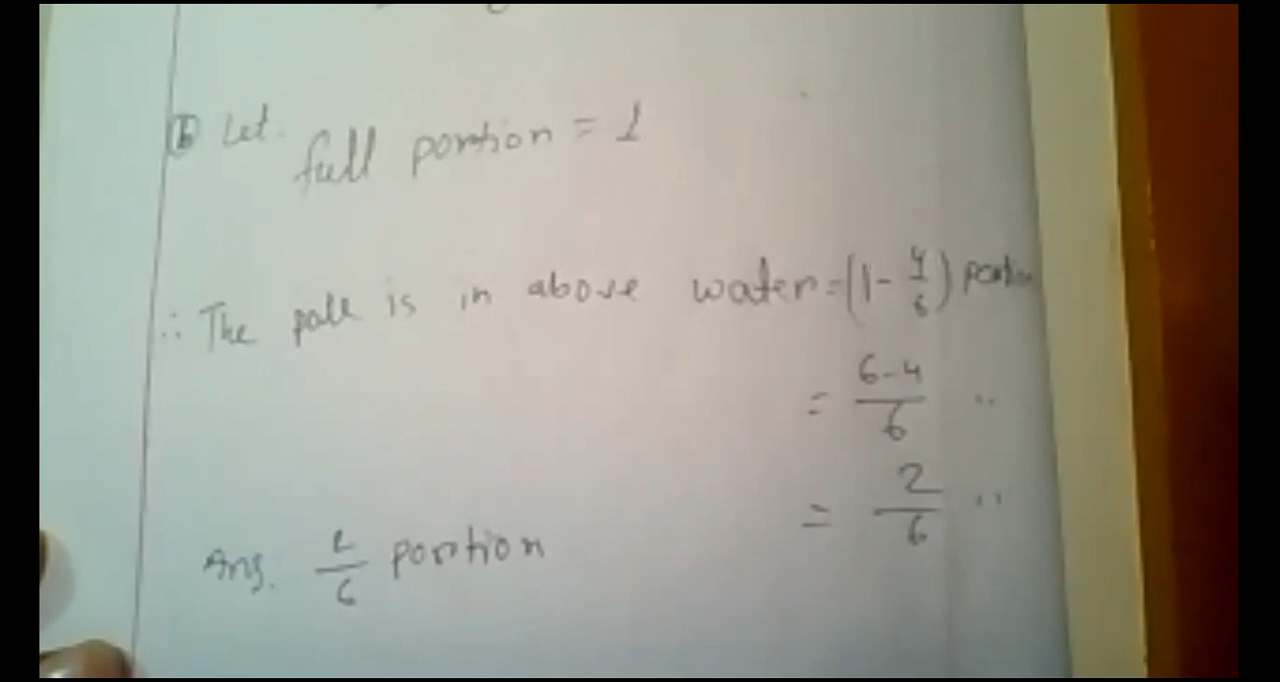 ⓑ Let full portion = 1
∴ The pole is in above water = (1 - 4/6) portion
= 6-4/6 "
= 2/6 "
Ans. 2/6 portion